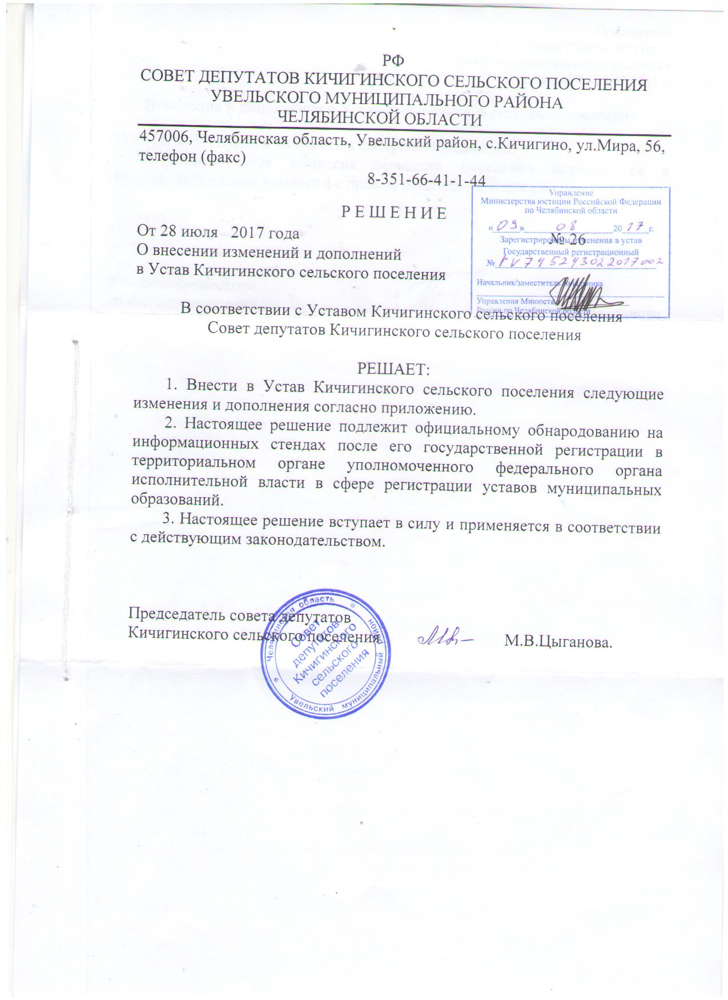 РФ
СОВЕТ ДЕПУТАТОВ КИЧИГИНСКОГО СЕЛЬСКОГО ПОСЕЛЕНИЯ
УВЕЛЬСКОГО МУНИЦИПАЛЬНОГО РАЙОНА
ЧЕЛЯБИНСКОЙ ОБЛАСТИ
457006, Челябинская область, Увельский район, с.Кичигино, ул.Мира, 56,
телефон (факс)
8-351-66-41-1-44
Управление
Министерства юстиции Российской Федерации
по Челябинской области
«09» 08 2017 г.
Зарегистрированы изменения в устав
Государственный регистрационный
№ RV745243022017002
Начальник/заместитель начальника
Управления Минюста
России по Челябинской области
Р Е Ш Е Н И Е
От 28 июля 2017 года № 26
О внесении изменений и дополнений
в Устав Кичигинского сельского поселения
В соответствии с Уставом Кичигинского сельского поселения
Совет депутатов Кичигинского сельского поселения
РЕШАЕТ:
1. Внести в Устав Кичигинского сельского поселения следующие
изменения и дополнения согласно приложению.
2. Настоящее решение подлежит официальному обнародованию на
информационных стендах после его государственной регистрации в
территориальном органе уполномоченного федерального органа
исполнительной власти в сфере регистрации уставов муниципальных
образований.
3. Настоящее решение вступает в силу и применяется в соответствии
с действующим законодательством.
Председатель совета депутатов
Кичигинского сельского поселения М.В.Цыганова.
Челябинская область * Увельский муниципальный район *
Совет
депутатов
Кичигинского
сельского
поселения